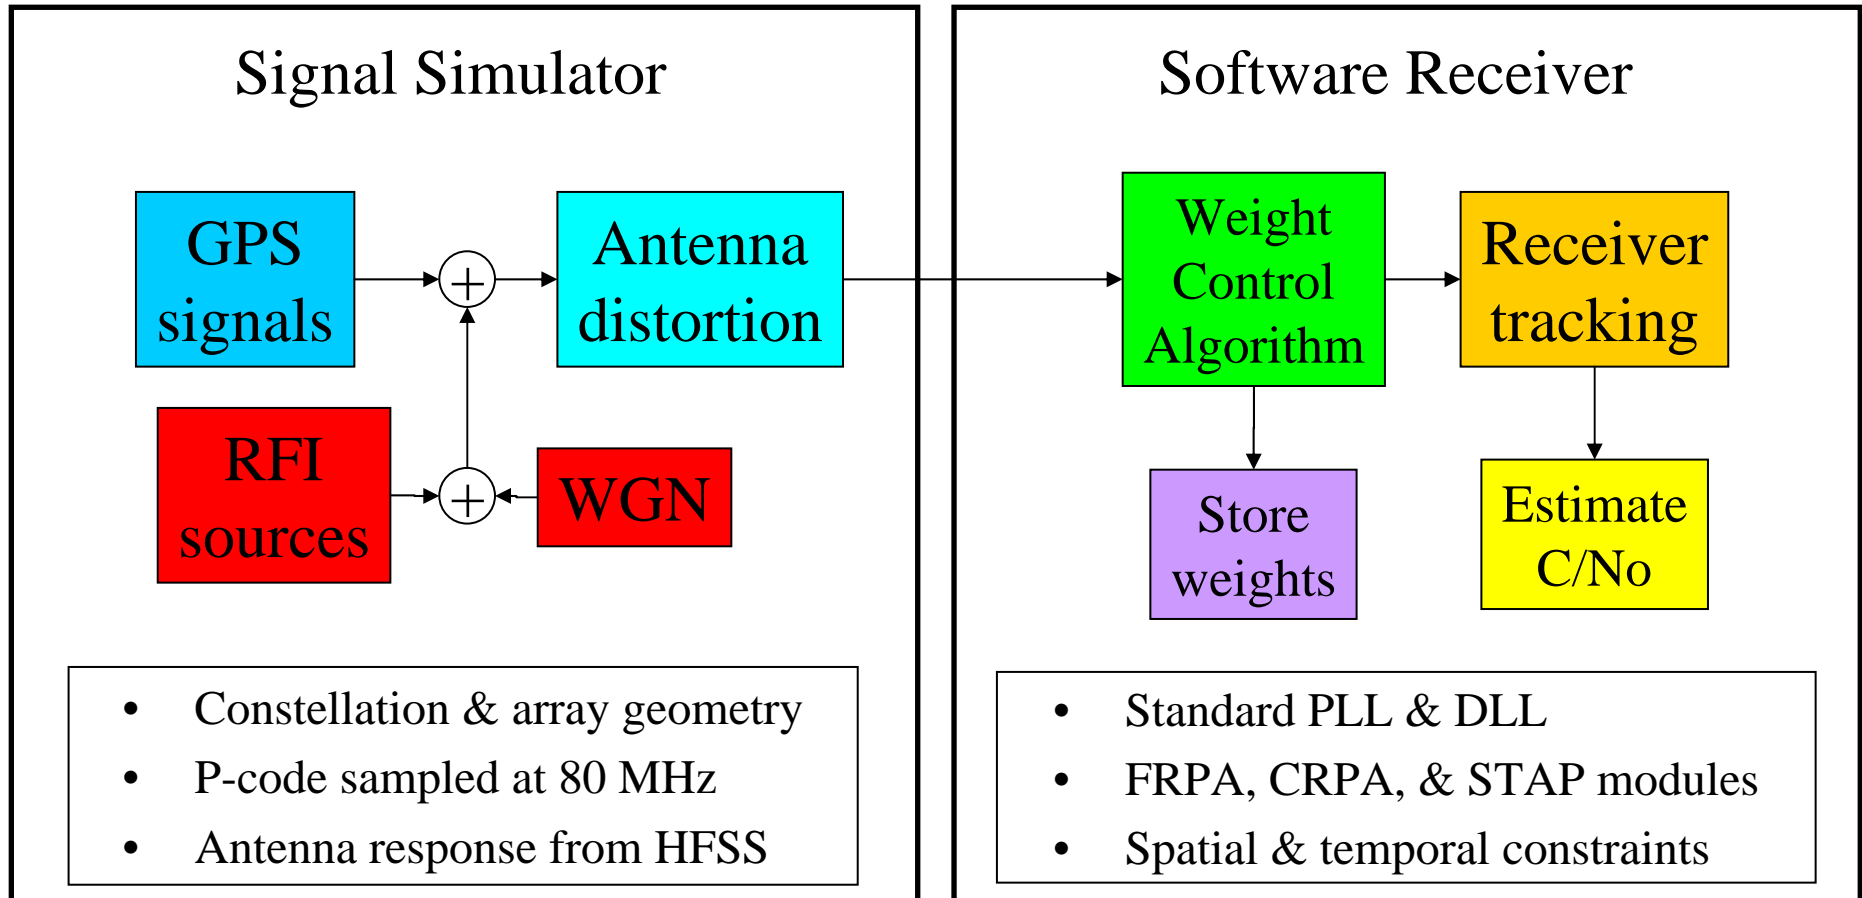 Signal Simulator
GPS
signals
+
Antenna
distortion
RFI
sources
+
WGN
• Constellation & array geometry
• P-code sampled at 80 MHz
• Antenna response from HFSS
Software Receiver
Weight
Control
Algorithm
Receiver
tracking
Store
weights
Estimate
C/No
• Standard PLL & DLL
• FRPA, CRPA, & STAP modules
• Spatial & temporal constraints